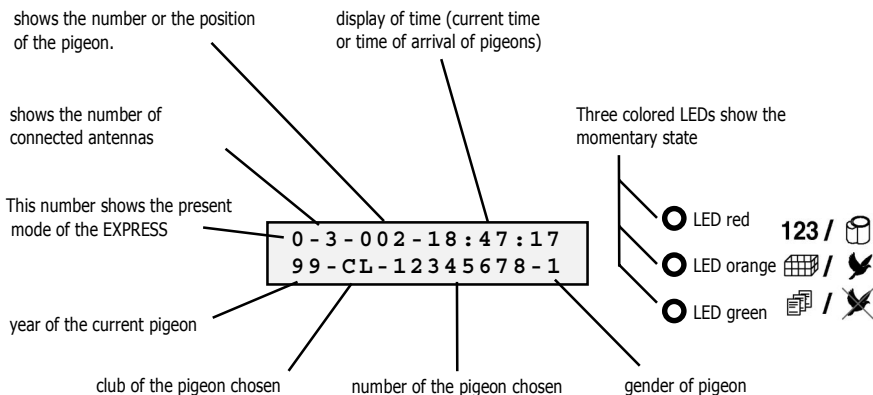 shows the number or the position
of the pigeon.
display of time (current time
or time of arrival of pigeons)
shows the number of
connected antennas
Three colored LEDs show the
momentary state
This number shows the present
mode of the EXPRESS
0-3-002-18:47:17
99-CL-12345678-1
LED red
123 /
LED orange
/
LED green
/
year of the current pigeon
club of the pigeon chosen
number of the pigeon chosen
gender of pigeon